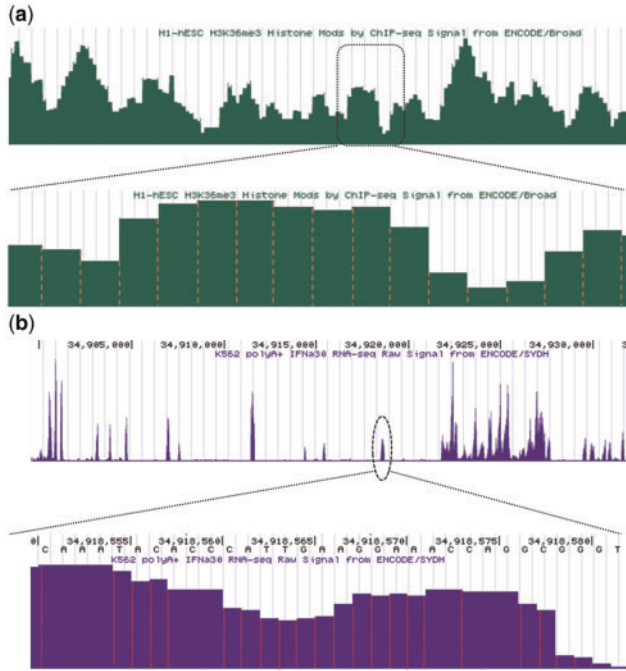 (a)
H1-hESC H3K36me3 Histone Mods by ChIP-seq Signal from ENCODE/Broad
H1-hESC H3K36me3 Histone Mods by ChIP-seq Signal from ENCODE/Broad
(b)
| 34,905,000| 34,910,000| 34,915,000| 34,920,000| 34,925,000| 34,930,000|
K562 polyA+ IFNa30 RNA-seq Raw Signal from ENCODE/SYDH
0| 34,918,555| 34,918,560| 34,918,565| 34,918,570| 34,918,575| 34,918,580|
C A A A T A C A C C C A T T G A A G G A A A C C A G G C G G G T
K562 polyA+ IFNa30 RNA-seq Raw Signal from ENCODE/SYDH